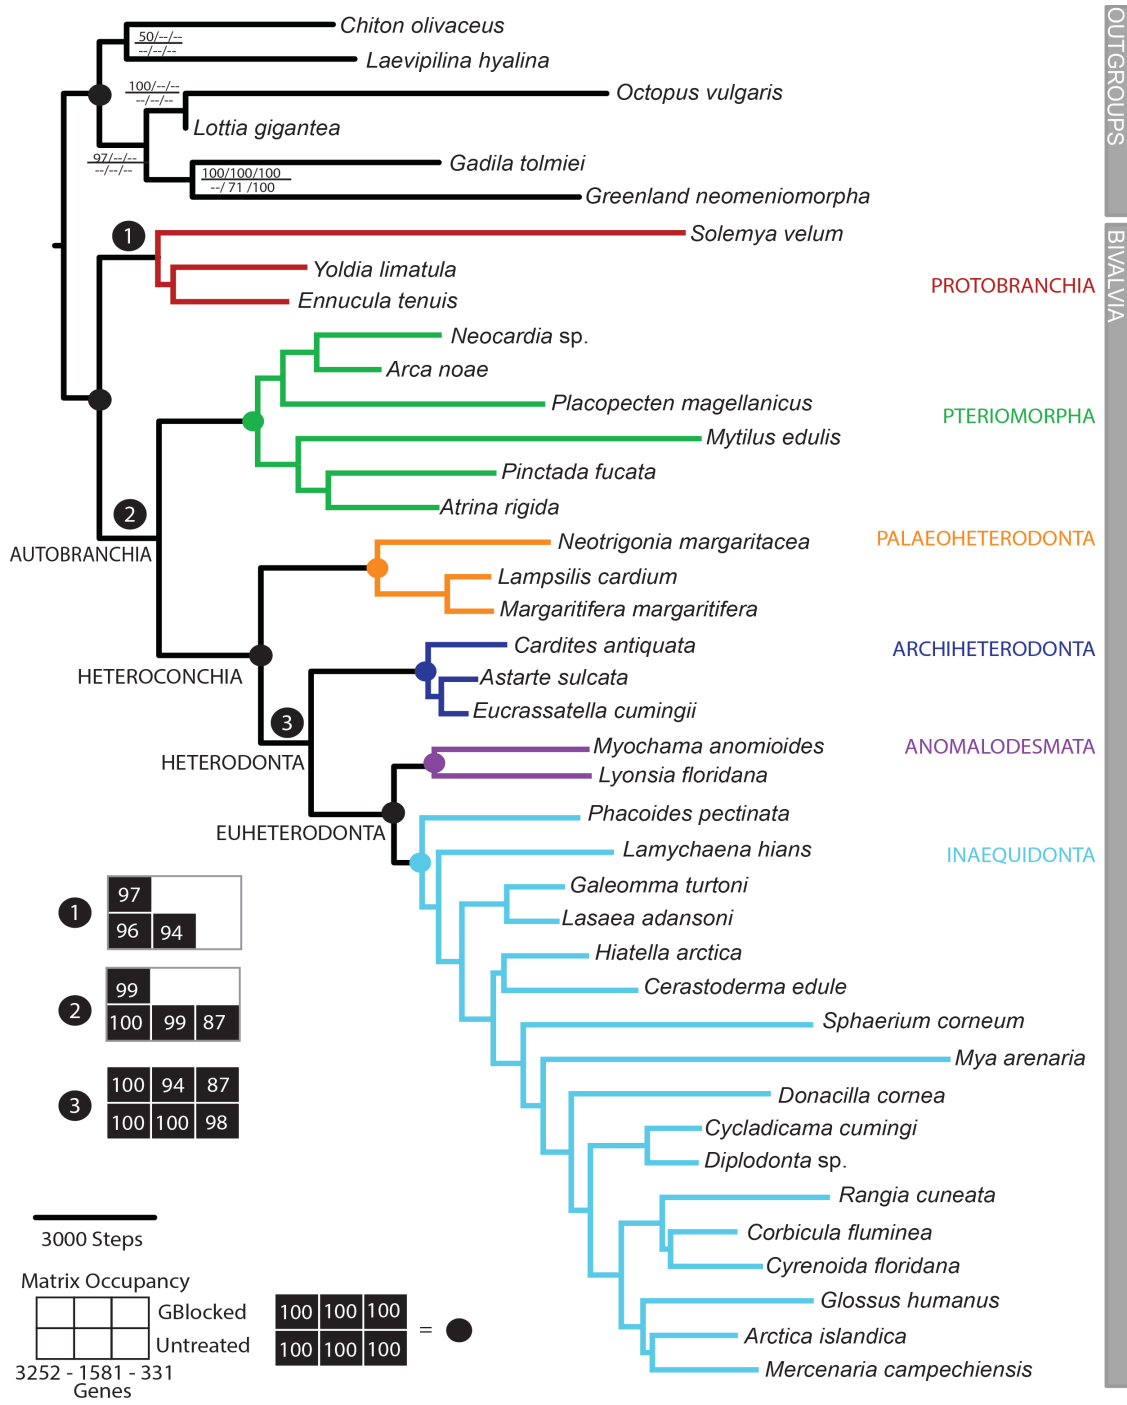 OUTGROUPS
Chiton olivaceus
50/--/--
--/--/--
Laevipilina hyalina
100/--/--
--/--/--
Octopus vulgaris
Lottia gigantea
97/--/--
--/--/--
Gadila tolmiei
100/100/100
--/ 71 /100
Greenland neomeniomorpha
BIVALVIA
1
Solemya velum
Yoldia limatula
Ennucula tenuis
PROTOBRANCHIA
Neocardia sp.
Arca noae
Placopecten magellanicus
PTERIOMORPHA
Mytilus edulis
Pinctada fucata
Atrina rigida
2
AUTOBRANCHIA
Neotrigonia margaritacea
PALAEOHETERODONTA
Lampsilis cardium
Margaritifera margaritifera
Cardites antiquata
ARCHIHETERODONTA
HETEROCONCHIA
Astarte sulcata
Eucrassatella cumingii
3
HETERODONTA
Myochama anomioides
ANOMALODESMATA
Lyonsia floridana
EUHETERODONTA
Phacoides pectinata
Lamychaena hians
INAEQUIDONTA
Galeomma turtoni
Lasaea adansoni
Hiatella arctica
Cerastoderma edule
Sphaerium corneum
Mya arenaria
Donacilla cornea
Cycladicama cumingi
Diplodonta sp.
Rangia cuneata
Corbicula fluminea
Cyrenoida floridana
Glossus humanus
Arctica islandica
Mercenaria campechiensis
1
97
96 94
2
99
100 99 87
3
100 94 87
100 100 98
3000 Steps
Matrix Occupancy
GBlocked
Untreated
3252 - 1581 - 331
Genes
100 100 100
100 100 100
=